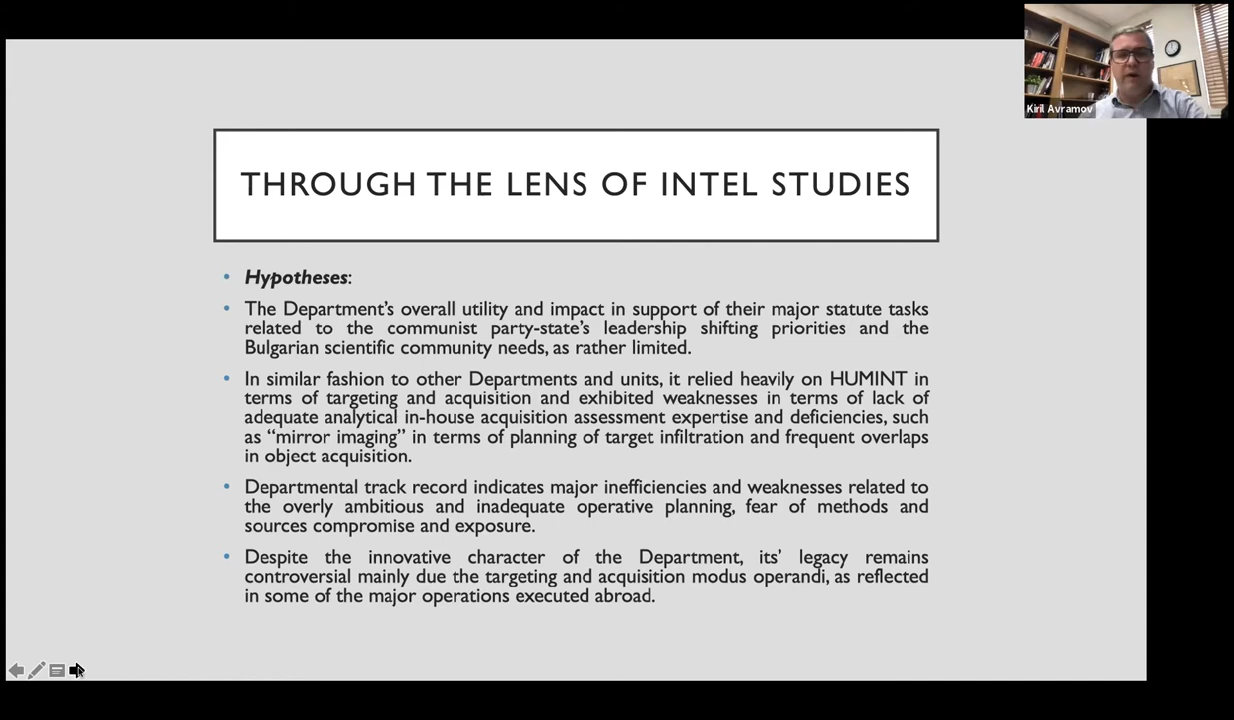 Kiril Avramov
THROUGH THE LENS OF INTEL STUDIES
• Hypotheses:
• The Department’s overall utility and impact in support of their major statute tasks
related to the communist party-state’s leadership shifting priorities and the
Bulgarian scientific community needs, as rather limited.
• In similar fashion to other Departments and units, it relied heavily on HUMINT in
terms of targeting and acquisition and exhibited weaknesses in terms of lack of
adequate analytical in-house acquisition assessment expertise and deficiencies, such
as “mirror imaging” in terms of planning of target infiltration and frequent overlaps
in object acquisition.
• Departmental track record indicates major inefficiencies and weaknesses related to
the overly ambitious and inadequate operative planning, fear of methods and
sources compromise and exposure.
• Despite the innovative character of the Department, its’ legacy remains
controversial mainly due the targeting and acquisition modus operandi, as reflected
in some of the major operations executed abroad.